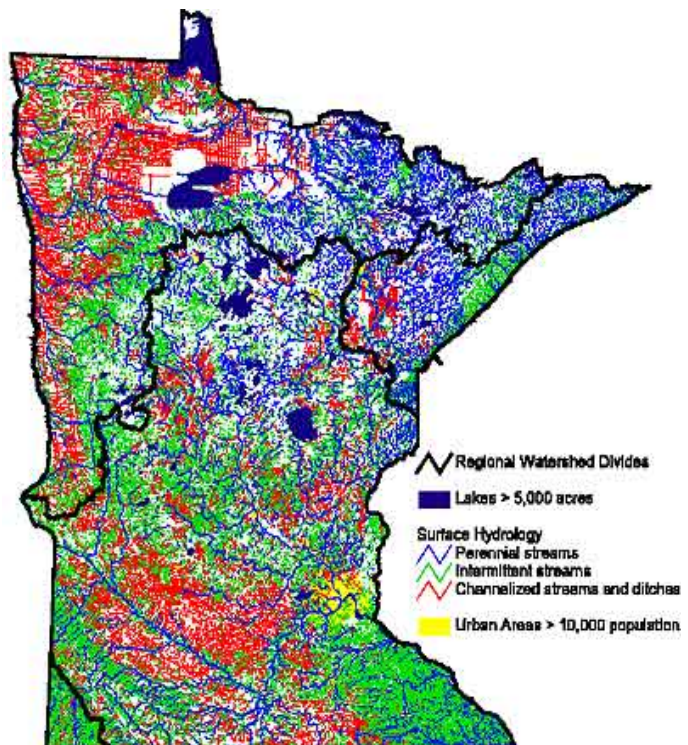 Regional Watershed Divides
Lakes > 5,000 acres
Surface Hydrology
Perennial streams
Intermittent streams
Channelized streams and ditches
Urban Areas > 10,000 population